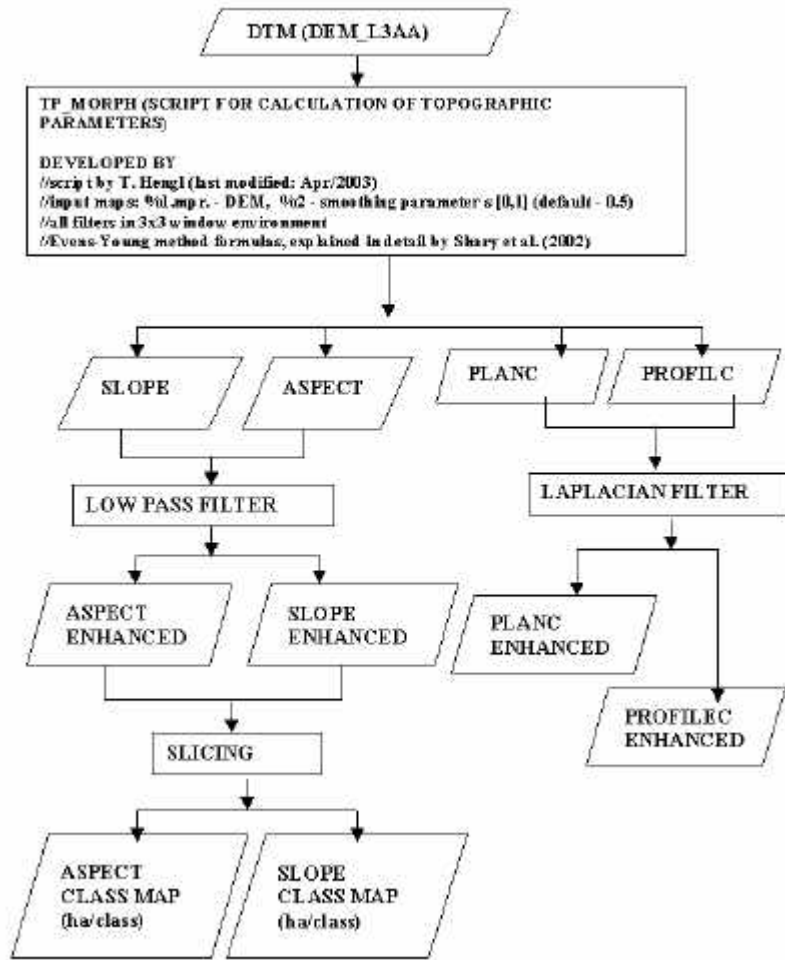 DTM (DEM_L3AA)
TP_MORPH (SCRIPT FOR CALCULATION OF TOPOGRAPHIC
PARAMETERS)
DEVELOPED BY
//script by T. Hengl (last modified: Apr/2003)
//input maps: %1.mpr. - DEM, %2 - smoothing parameter s [0,1] (default - 0.5)
//all filters in 3x3 window environment
//Evens-Young method formulas, explained in detail by Shary et al. (2002)
SLOPE
ASPECT
PLANC
PROFILC
LOW PASS FILTER
LAPLACIAN FILTER
ASPECT
ENHANCED
SLOPE
ENHANCED
PLANC
ENHANCED
PROFILEC
ENHANCED
SLICING
ASPECT
CLASS MAP
(ha/class)
SLOPE
CLASS MAP
(ha/class)